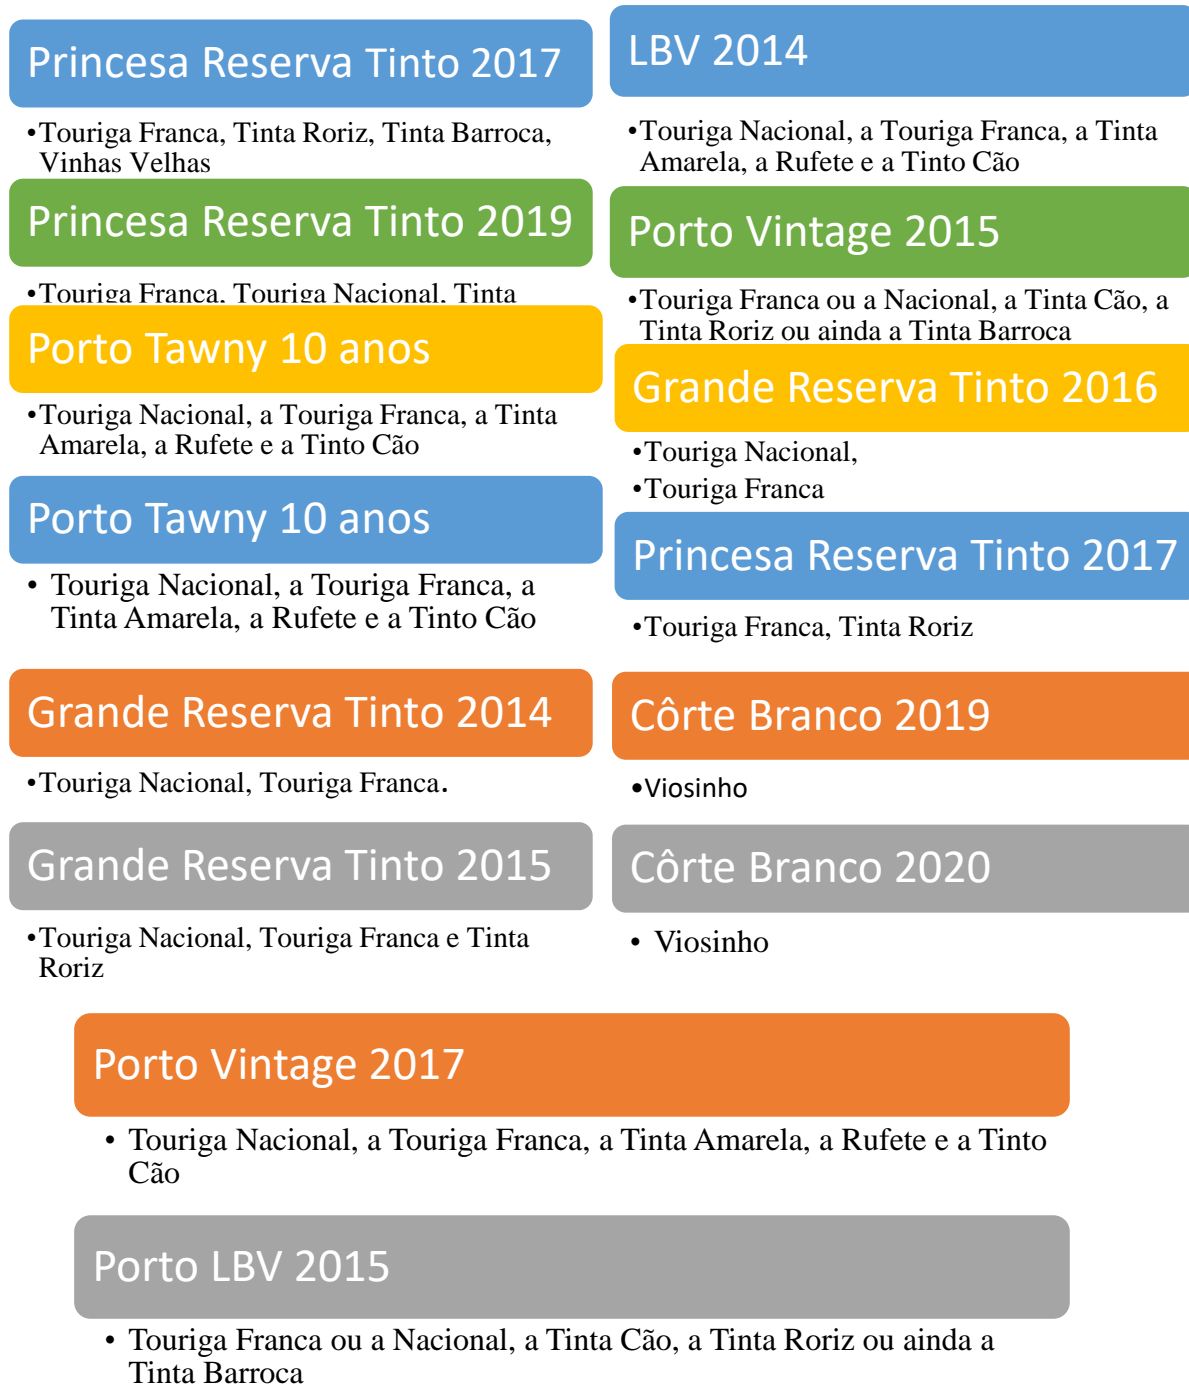 Princesa Reserva Tinto 2017
•Touriga Franca, Tinta Roriz, Tinta Barroca,
Vinhas Velhas
Princesa Reserva Tinto 2019
•Touriga Franca, Touriga Nacional, Tinta
Porto Tawny 10 anos
•Touriga Nacional, a Touriga Franca, a Tinta
Amarela, a Rufete e a Tinto Cão
Porto Tawny 10 anos
• Touriga Nacional, a Touriga Franca, a
Tinta Amarela, a Rufete e a Tinto Cão
Grande Reserva Tinto 2014
•Touriga Nacional, Touriga Franca.
Grande Reserva Tinto 2015
•Touriga Nacional, Touriga Franca e Tinta
Roriz
LBV 2014
•Touriga Nacional, a Touriga Franca, a Tinta
Amarela, a Rufete e a Tinto Cão
Porto Vintage 2015
•Touriga Franca ou a Nacional, a Tinta Cão, a
Tinta Roriz ou ainda a Tinta Barroca
Grande Reserva Tinto 2016
•Touriga Nacional,
•Touriga Franca
Princesa Reserva Tinto 2017
•Touriga Franca, Tinta Roriz
Côrte Branco 2019
•Viosinho
Côrte Branco 2020
• Viosinho
Porto Vintage 2017
• Touriga Nacional, a Touriga Franca, a Tinta Amarela, a Rufete e a Tinto
Cão
Porto LBV 2015
• Touriga Franca ou a Nacional, a Tinta Cão, a Tinta Roriz ou ainda a
Tinta Barroca